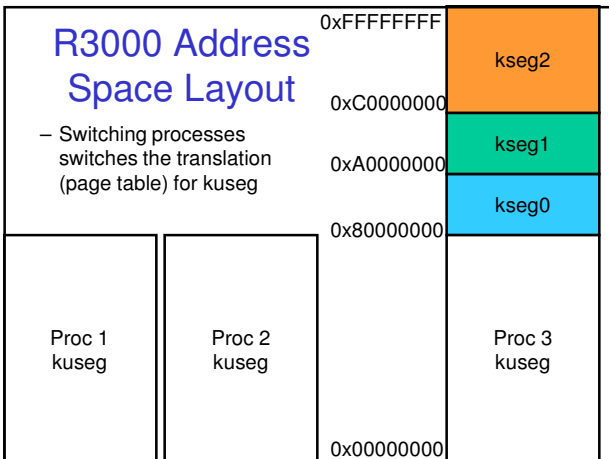 R3000 Address
Space Layout
– Switching processes
switches the translation
(page table) for kuseg
0xFFFFFFFF
kseg2
0xC0000000
kseg1
0xA0000000
kseg0
0x80000000
Proc 1
kuseg
Proc 2
kuseg
Proc 3
kuseg
0x00000000